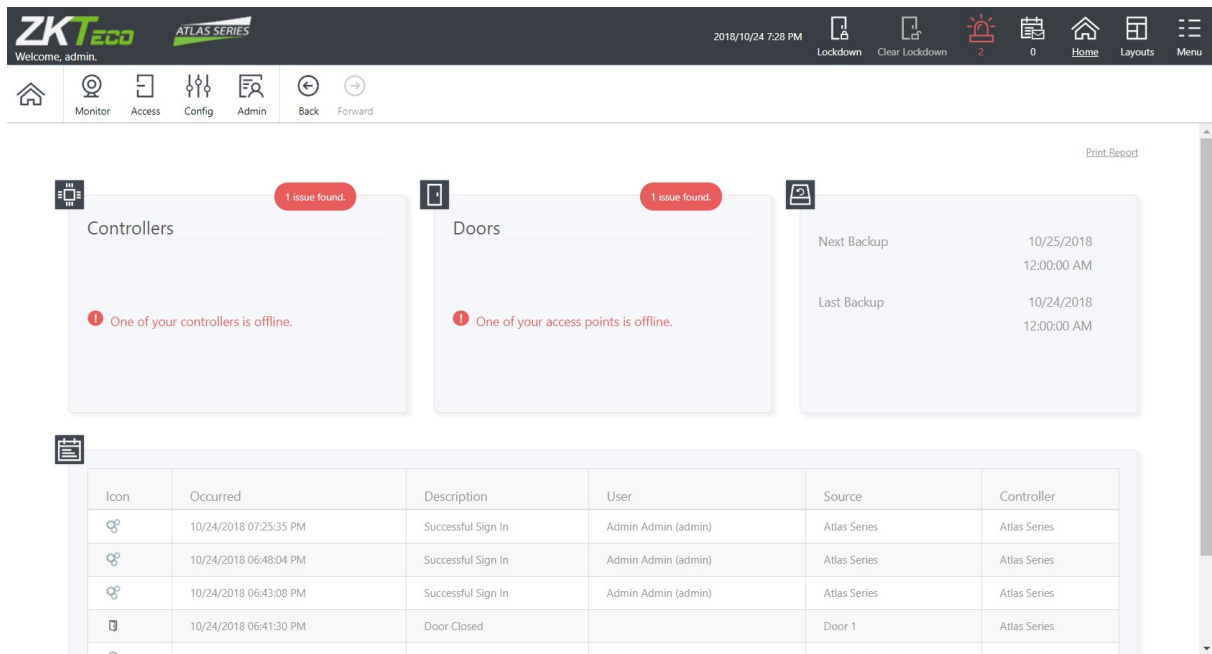 ZKTECO
ATLAS SERIES
Welcome, admin.
2018/10/24 7:28 PM
Lockdown
Clear Lockdown
2
0
Home
Layouts
Menu
Monitor
Access
Config
Admin
Back
Forward
Print Report
1 issue found.
Controllers
One of your controllers is offline.
1 issue found.
Doors
One of your access points is offline.
Next Backup 10/25/2018
12:00:00 AM
Last Backup 10/24/2018
12:00:00 AM
Icon Occurred Description User Source Controller
10/24/2018 07:25:35 PM Successful Sign In Admin Admin (admin) Atlas Series Atlas Series
10/24/2018 06:48:04 PM Successful Sign In Admin Admin (admin) Atlas Series Atlas Series
10/24/2018 06:43:08 PM Successful Sign In Admin Admin (admin) Atlas Series Atlas Series
10/24/2018 06:41:30 PM Door Closed Door 1 Atlas Series